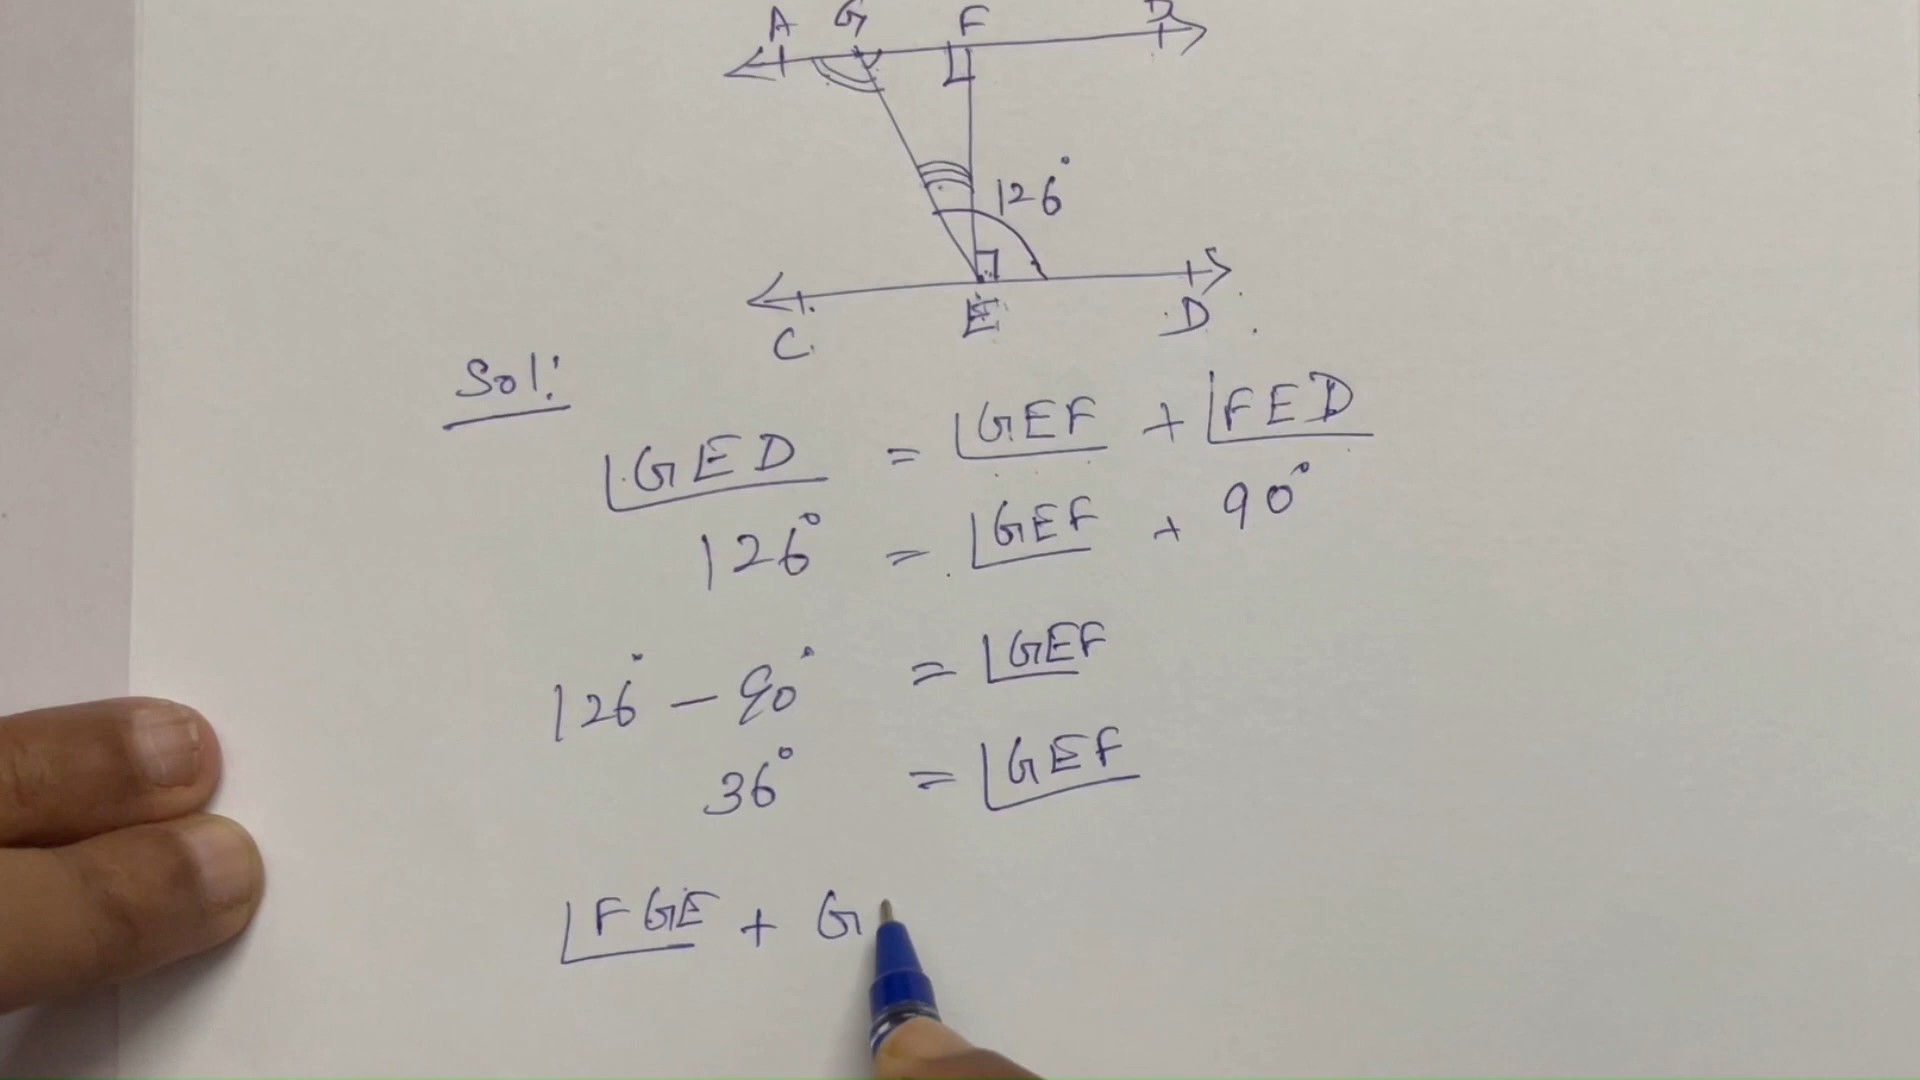 A G F
126°
E
C. D
Sol:
∠GED = ∠GEF + ∠FED
126° = ∠GEF + 90°
126° - 90° = ∠GEF
36° = ∠GEF
∠FGE + G